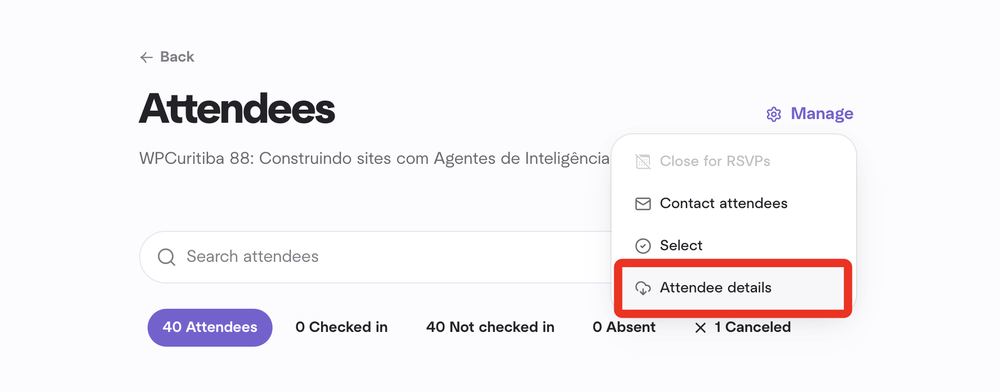 Back
Attendees
Manage
WPCuritiba 88: Construindo sites com Agentes de Inteligência
Close for RSVPs
Contact attendees
Select
Search attendees
Attendee details
40 Attendees
0 Checked in
40 Not checked in
0 Absent
1 Canceled